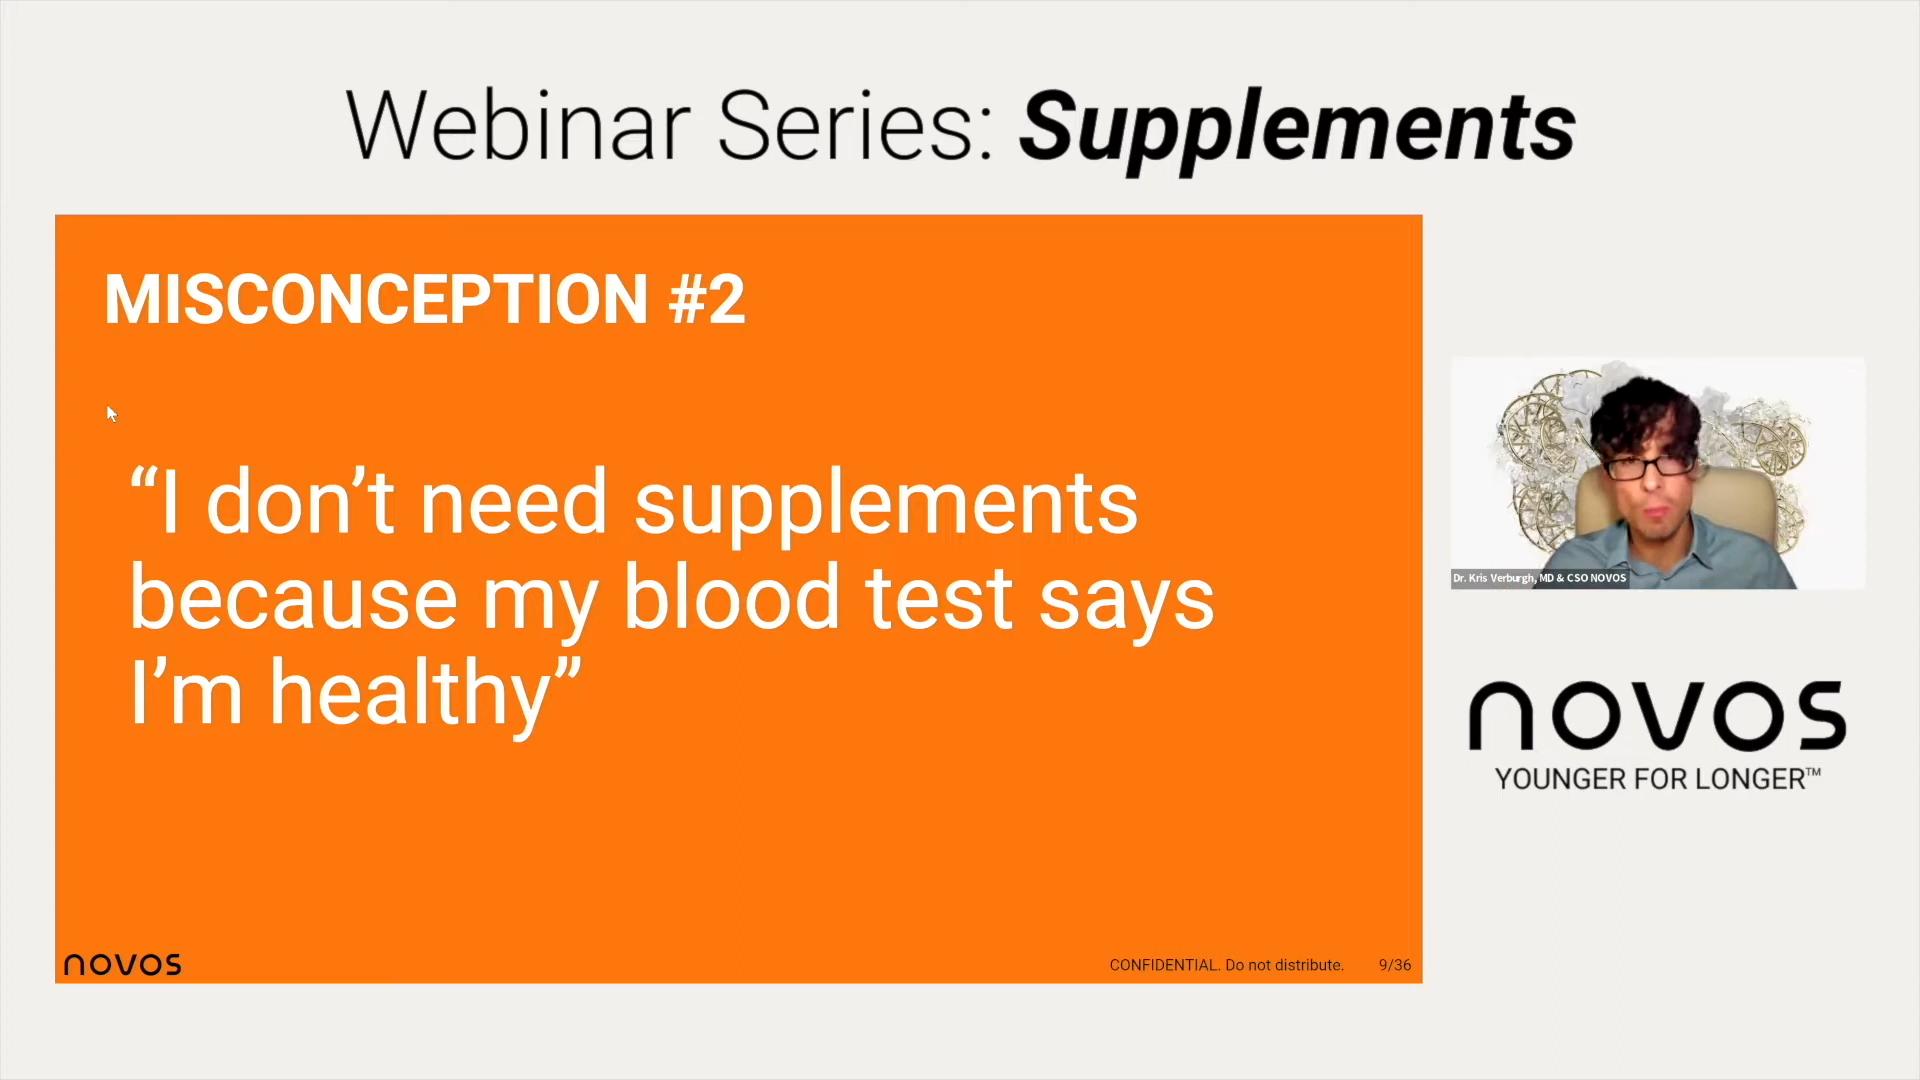 Webinar Series: Supplements
MISCONCEPTION #2
“I don’t need supplements
because my blood test says
I’m healthy”
Dr. Kris Verburgh, MD & CSO NOVOS
novos
YOUNGER FOR LONGER™
novos
CONFIDENTIAL. Do not distribute.
9/36